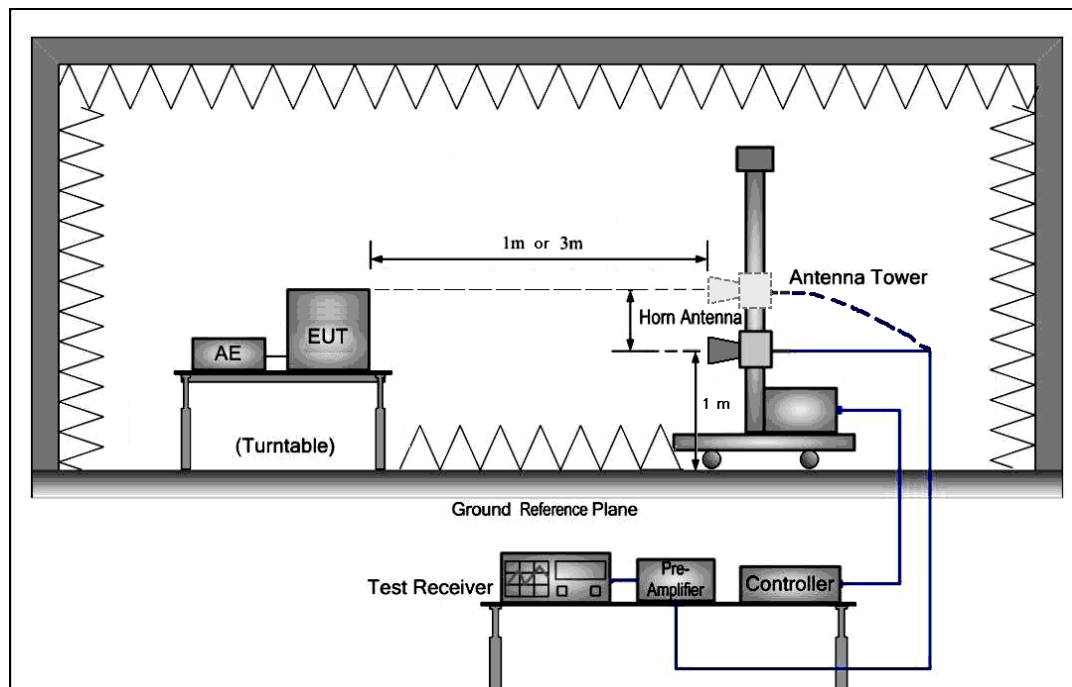 1m or 3m
Antenna Tower
Horn Antenna
EUT
AE
1 m
(Turntable)
Ground Reference Plane
Test Receiver
Pre-
Amplifier
Controller